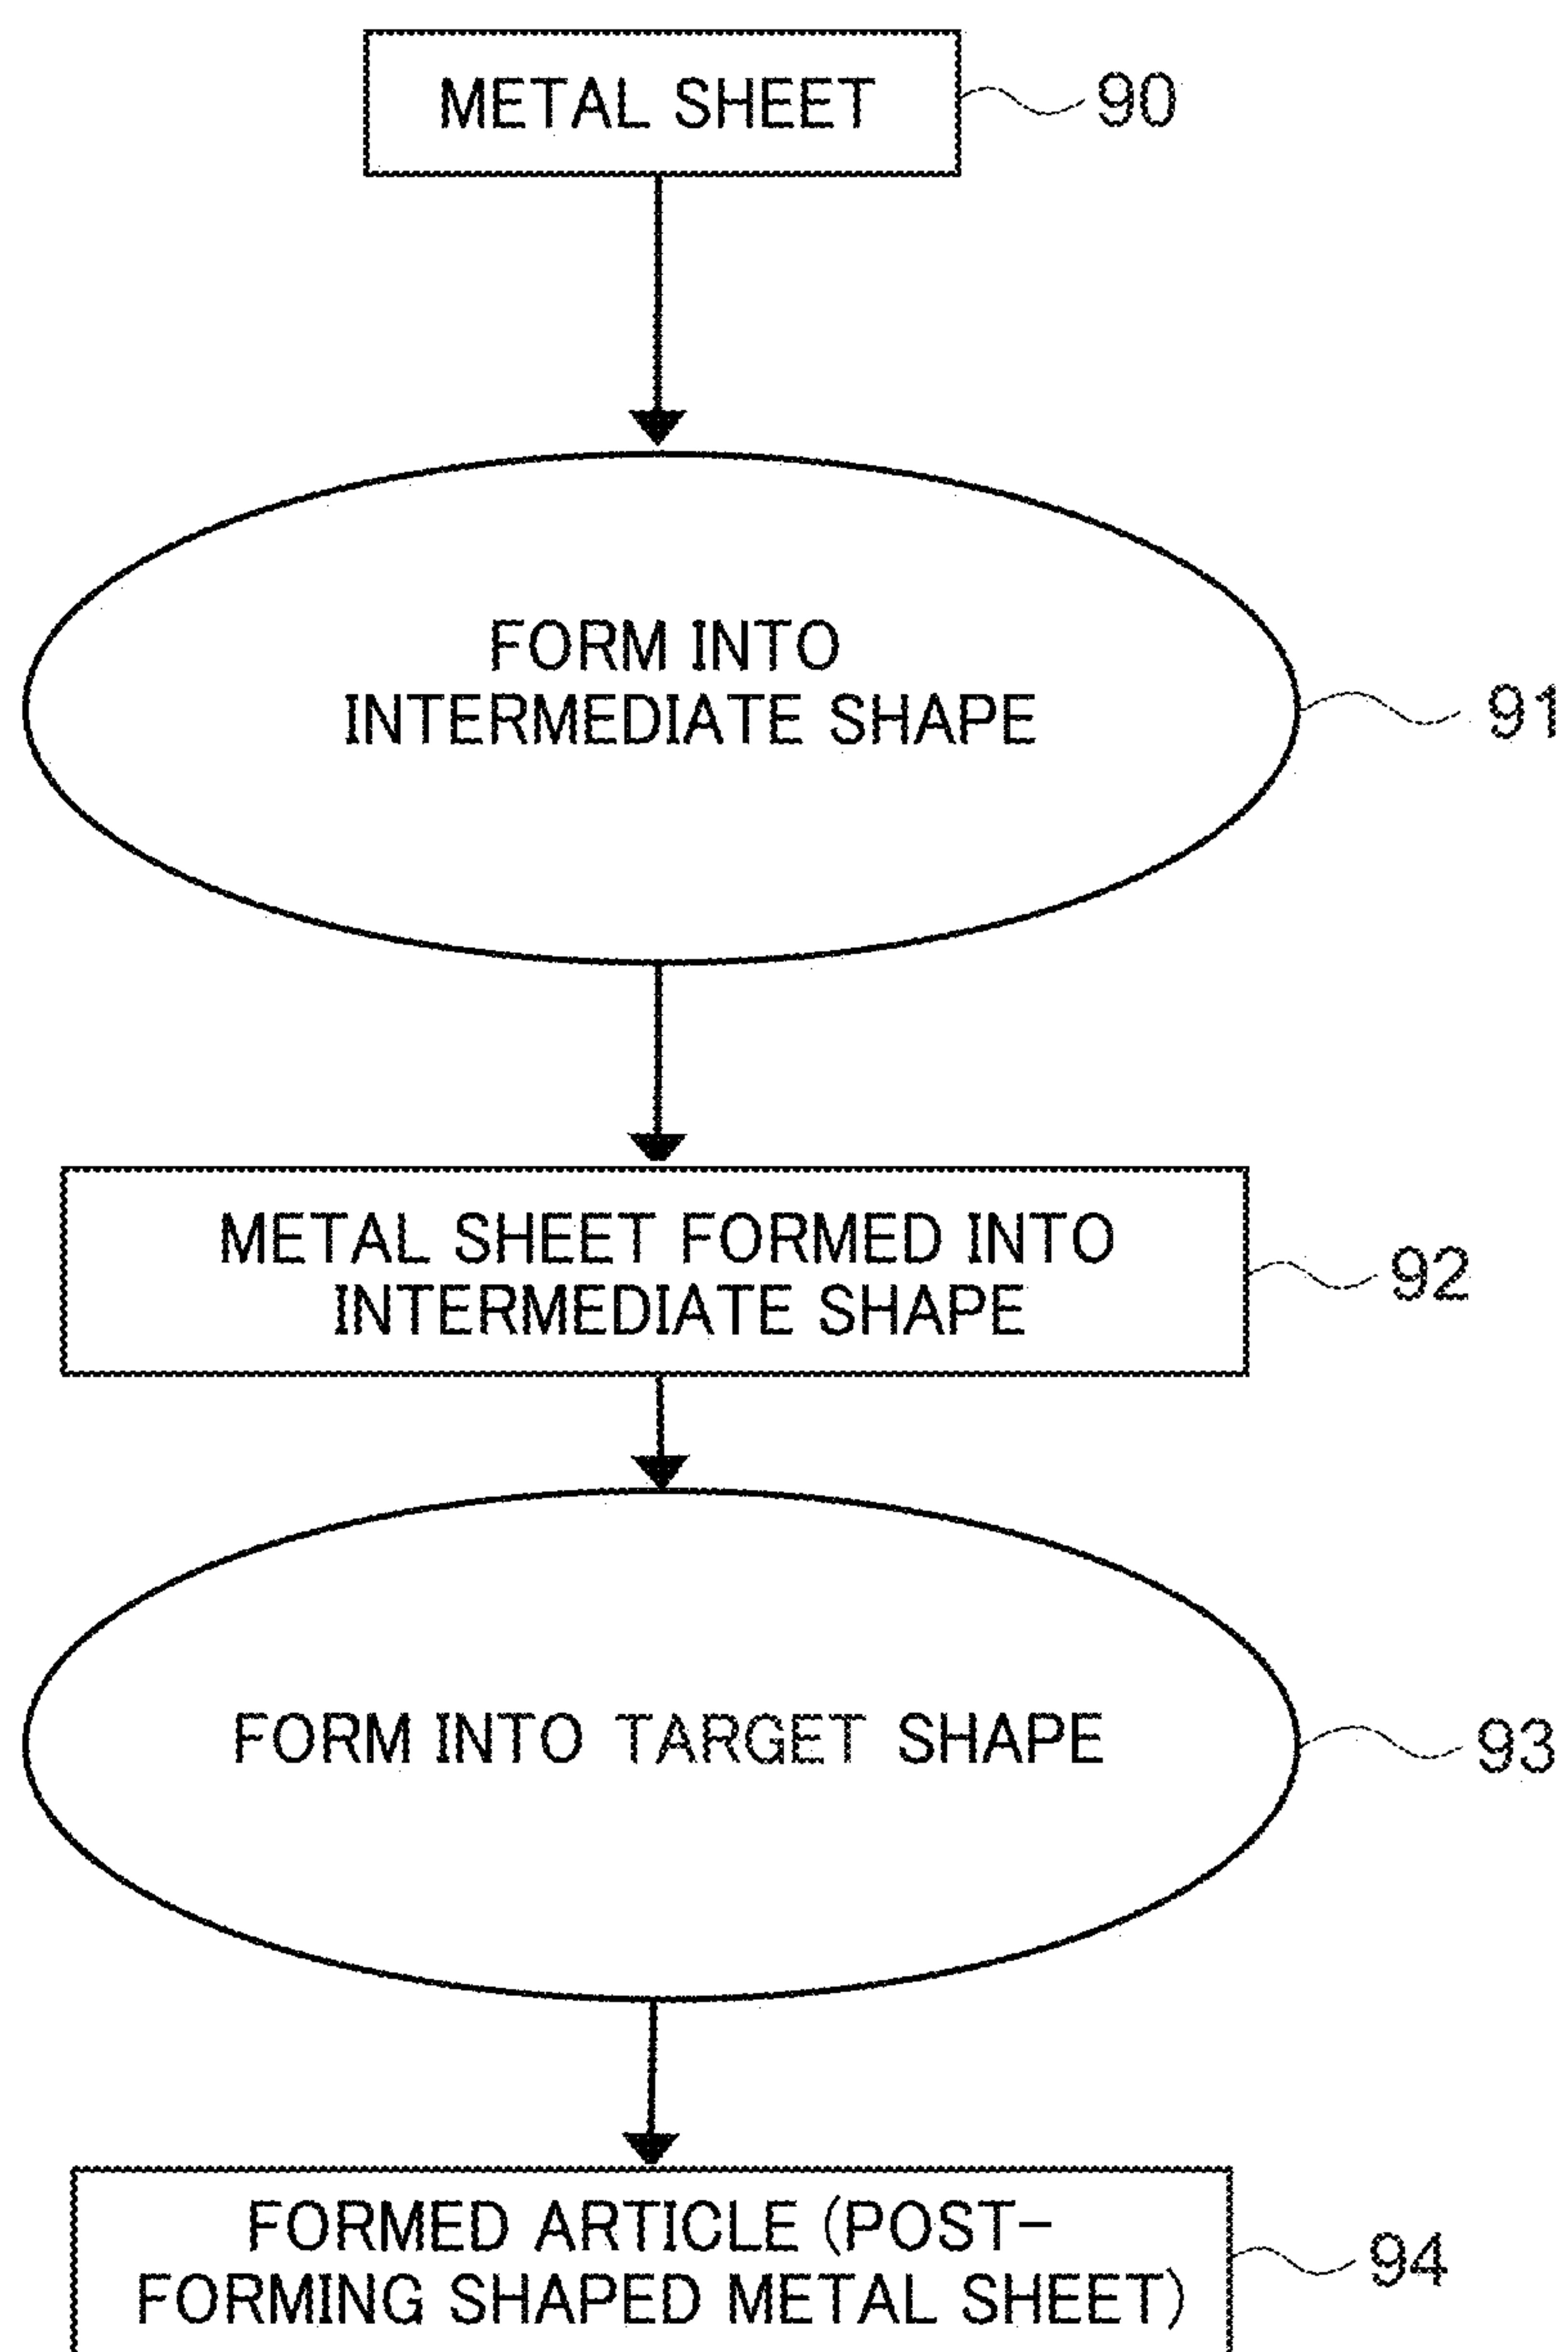 METAL SHEET
90
FORM INTO
INTERMEDIATE SHAPE
91
METAL SHEET FORMED INTO
INTERMEDIATE SHAPE
92
FORM INTO TARGET SHAPE
93
FORMED ARTICLE (POST-
FORMING SHAPED METAL SHEET)
94